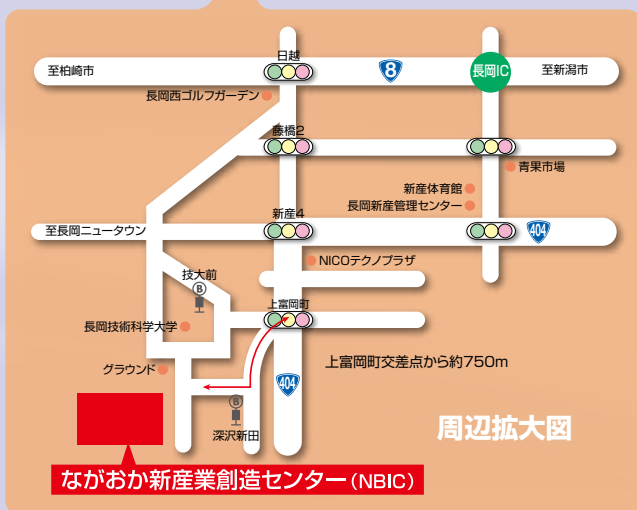 日越
至柏崎市
8
長岡IC
至新潟市
長岡西ゴルフガーデン
藤橋2
青果市場
新産体育館
長岡新産管理センター
新産4
至長岡ニュータウン
404
NICOテクノプラザ
技大前
B
上富岡町
長岡技術科学大学
上富岡町交差点から約750m
グラウンド
404
B
深沢新田
周辺拡大図
ながおか新産業創造センター(NBIC)